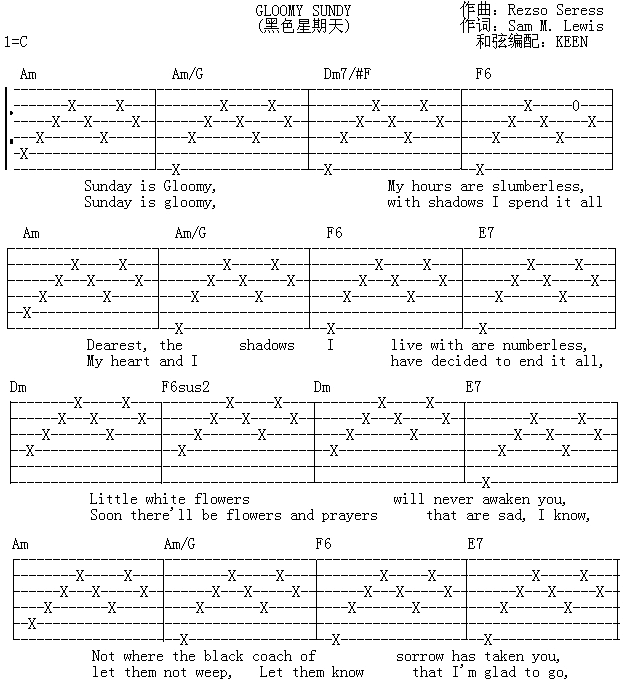 GLOOMY SUNDY
(黑色星期天)
作曲: Rezso Seress
作词: Sam M. Lewis
和弦编配: KEEN
1=C
Am Am/G Dm7/#F F6
Sunday is Gloomy, My hours are slumberless,
Sunday is gloomy, with shadows I spend it all
Am Am/G F6 E7
Dearest, the shadows I live with are numberless,
My heart and I have decided to end it all,
Dm F6sus2 Dm E7
Little white flowers will never awaken you,
Soon there'll be flowers and prayers that are sad, I know,
Am Am/G F6 E7
Not where the black coach of sorrow has taken you,
let them not weep, Let them know that I'm glad to go,